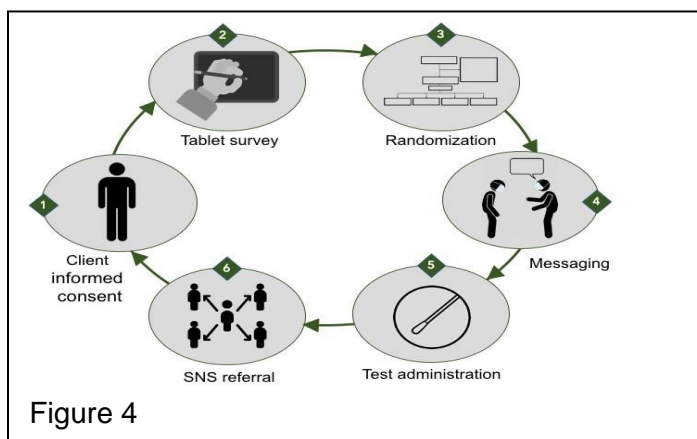 1
Client
informed
consent
2
Tablet survey
3
Randomization
4
Messaging
5
Test administration
6
SNS referral
Figure 4